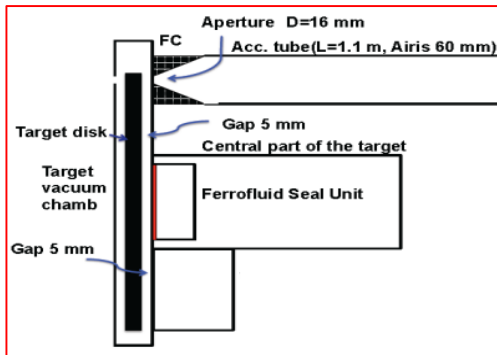 Aperture D=16 mm
FC
Acc. tube(L=1.1 m, Airis 60 mm)
Target disk
Gap 5 mm
Central part of the target
Target
vacuum
chamb
Ferrofluid Seal Unit
Gap 5 mm